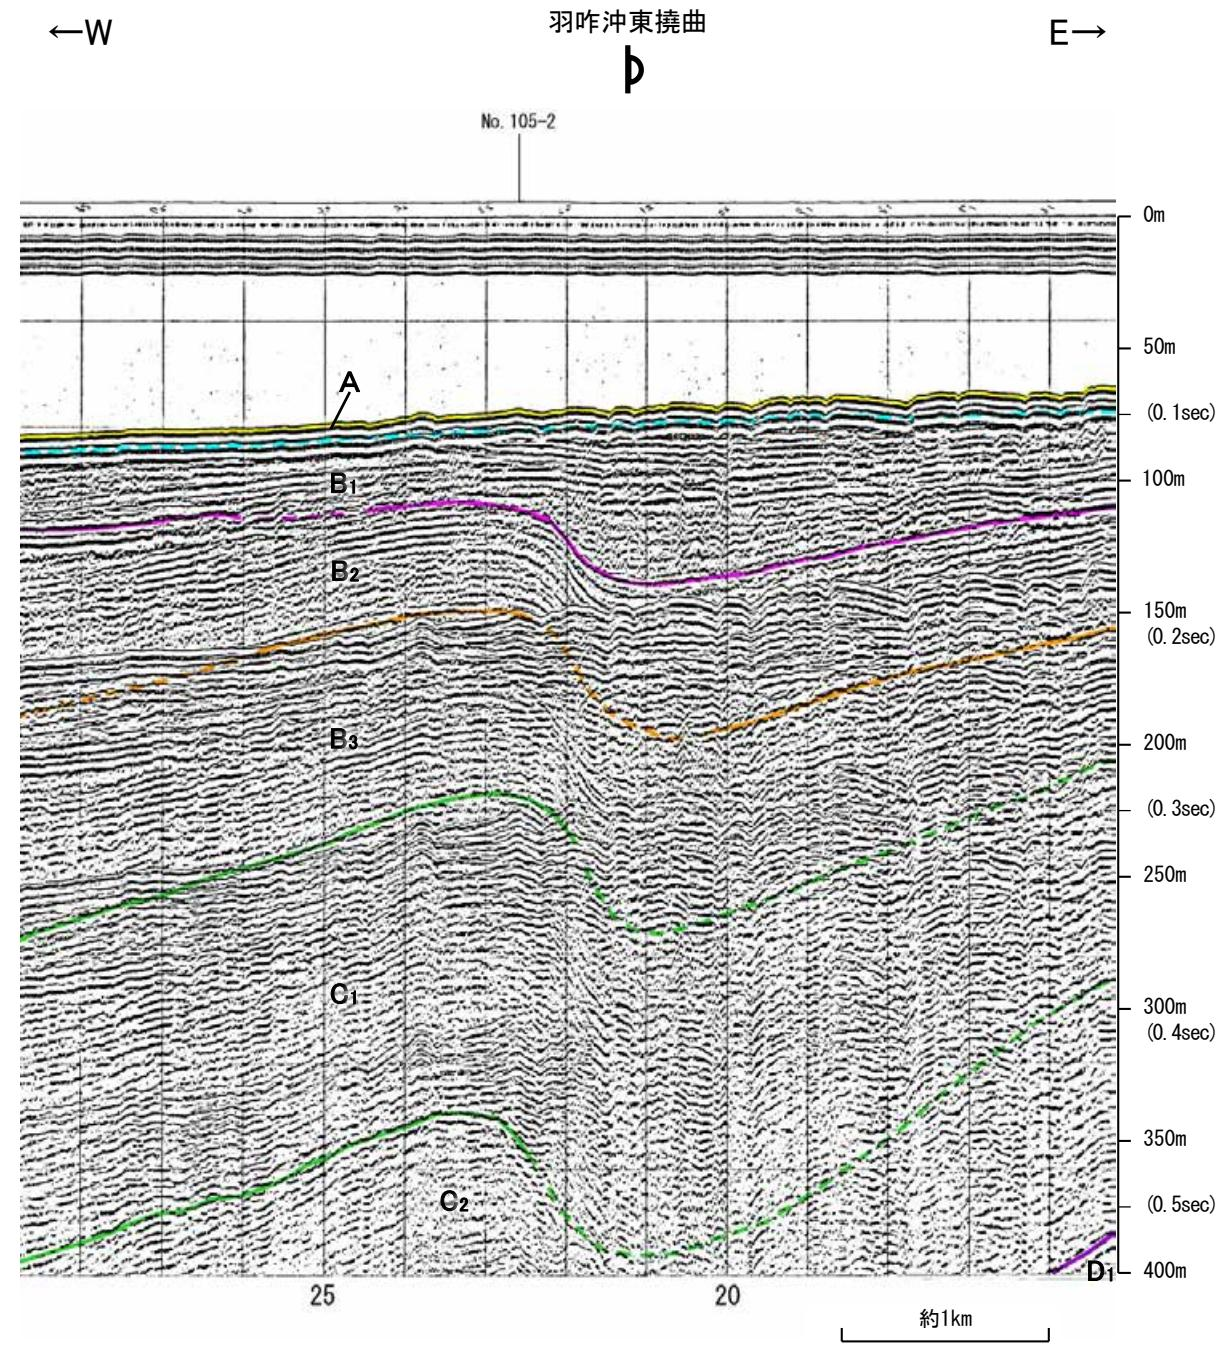 ←W
羽咋沖東撓曲
E→
No.105-2
0m
50m
A
(0.1sec)
B1
100m
B2
150m
(0.2sec)
B3
200m
(0.3sec)
250m
C1
300m
(0.4sec)
350m
C2
(0.5sec)
D1
400m
25
20
約1km